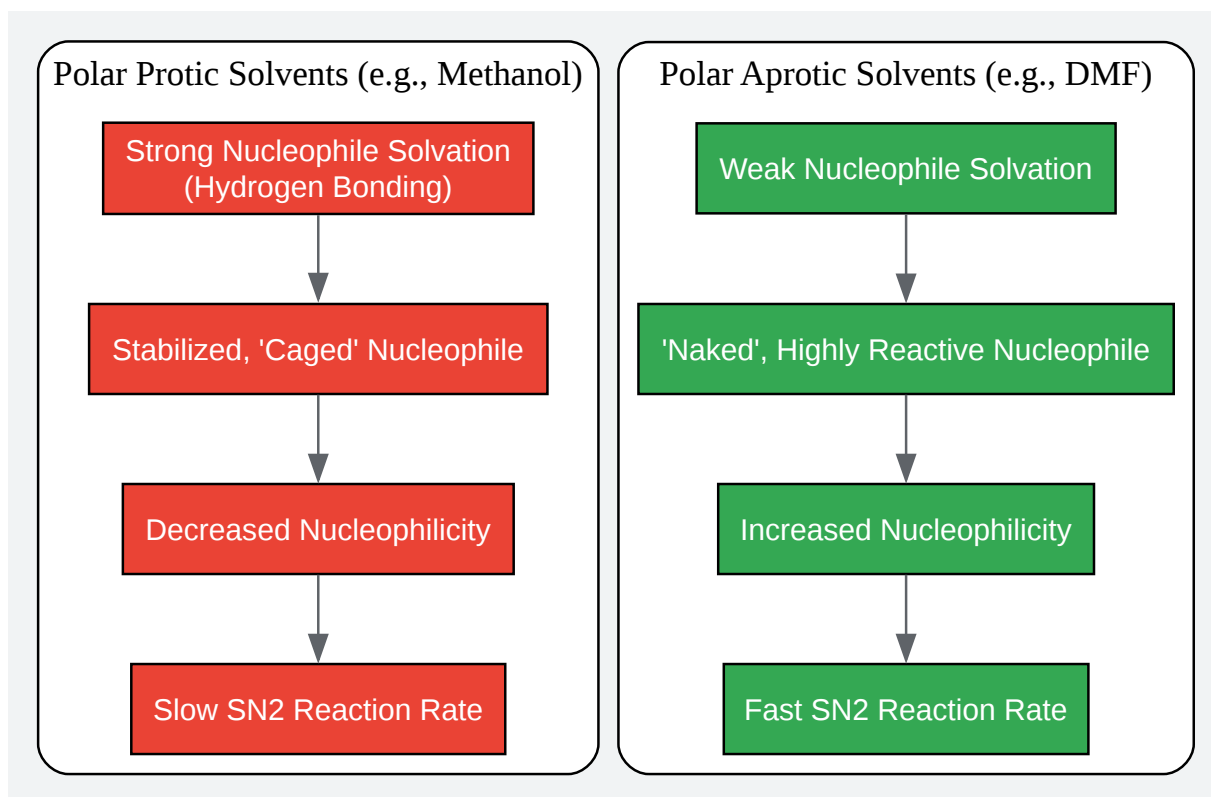 Polar Protic Solvents (e.g., Methanol)
Strong Nucleophile Solvation
(Hydrogen Bonding)
Stabilized, 'Caged' Nucleophile
Decreased Nucleophilicity
Slow SN2 Reaction Rate
Polar Aprotic Solvents (e.g., DMF)
Weak Nucleophile Solvation
'Naked', Highly Reactive Nucleophile
Increased Nucleophilicity
Fast SN2 Reaction Rate